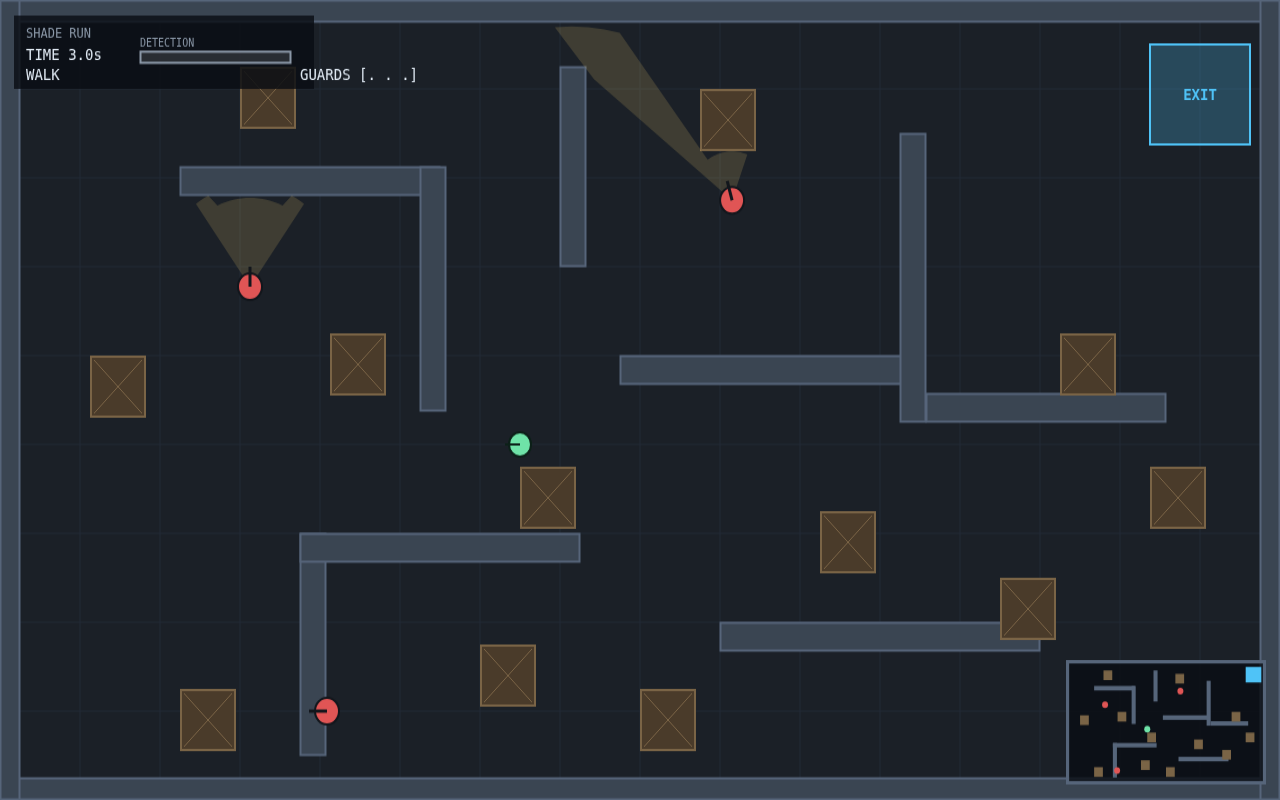 SHADE RUN
TIME 3.0s
DETECTION
WALK
GUARDS [. . .]
EXIT